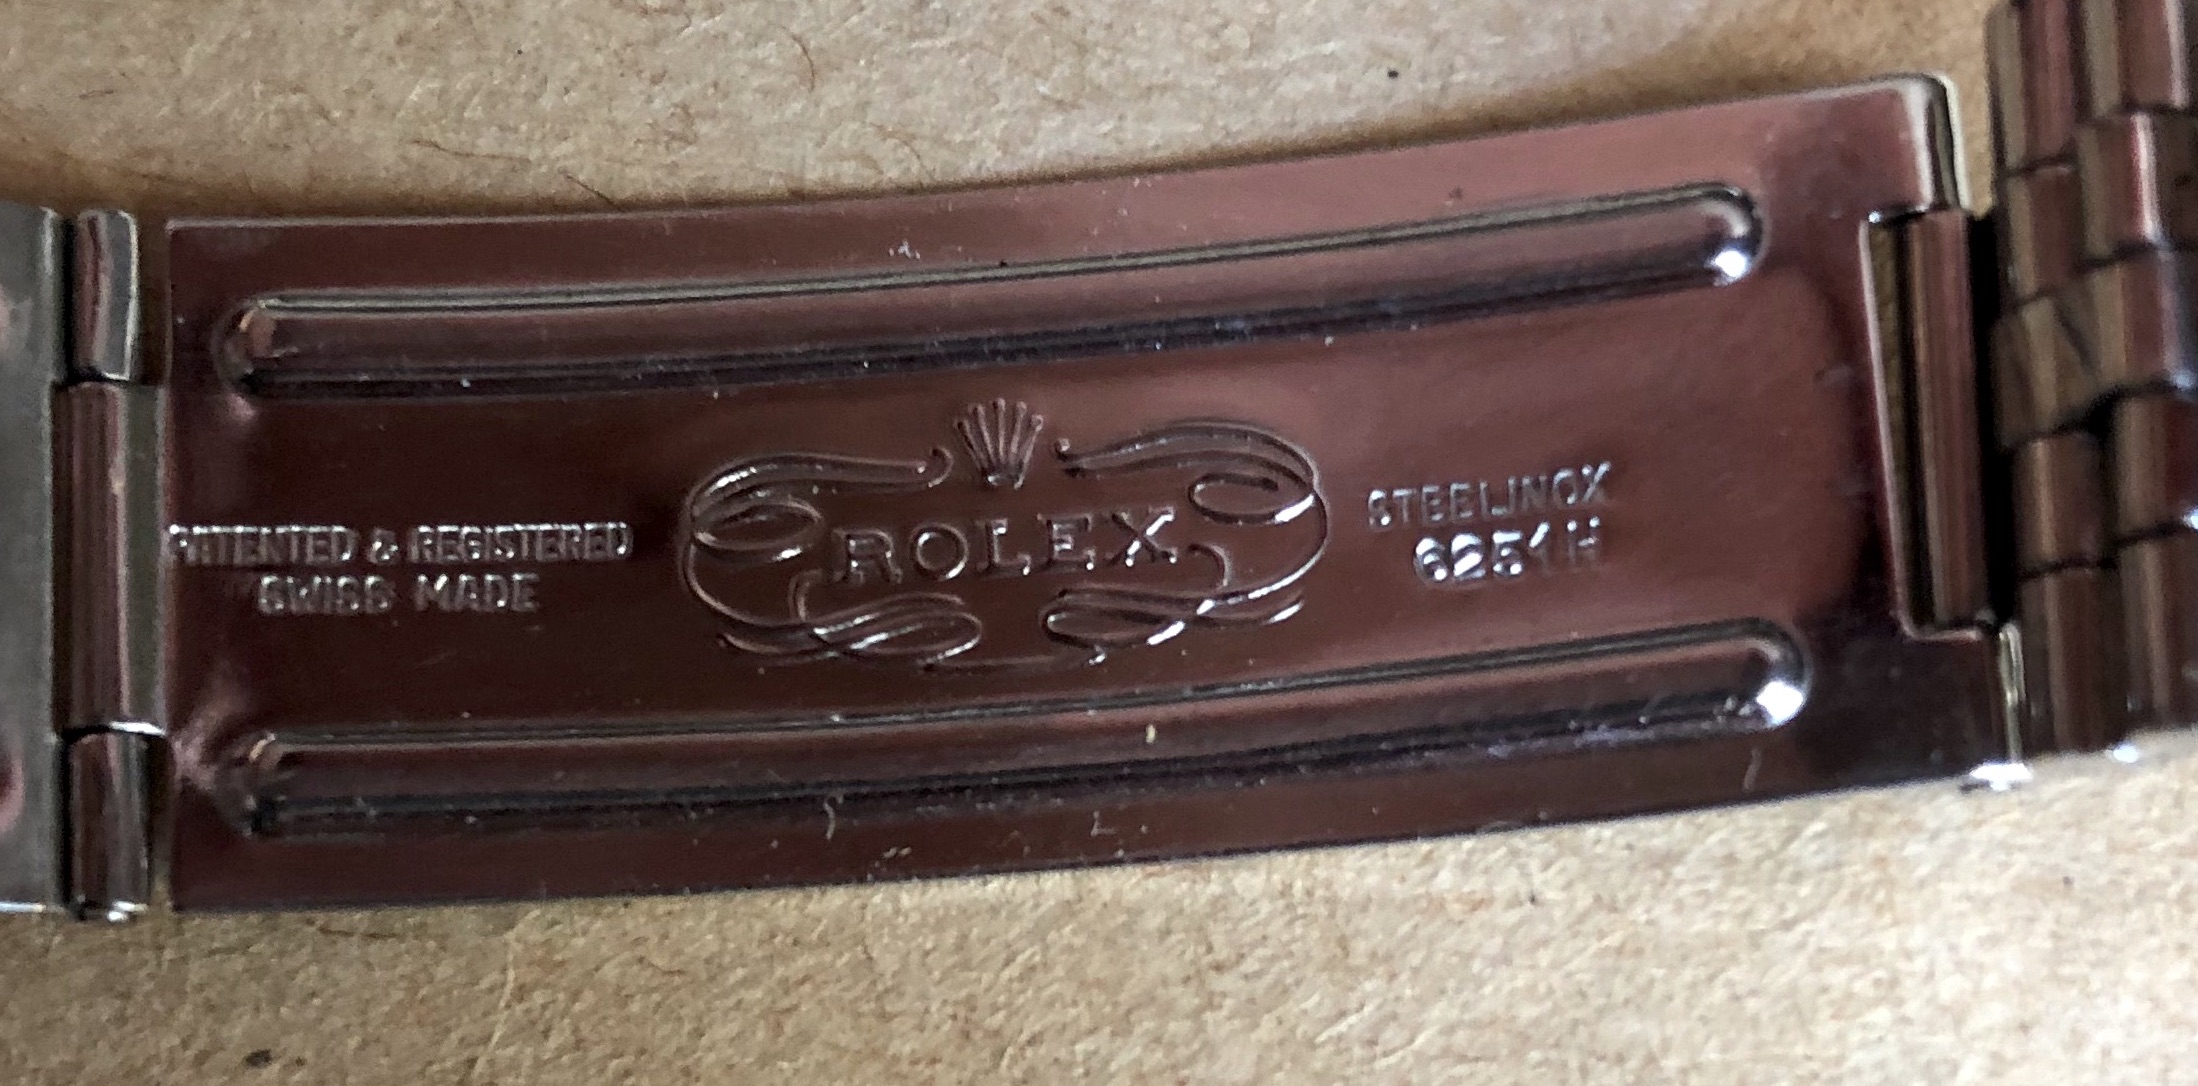 PATENTED & REGISTERED
SWISS MADE
ROLEX
STEELINOX
6251H